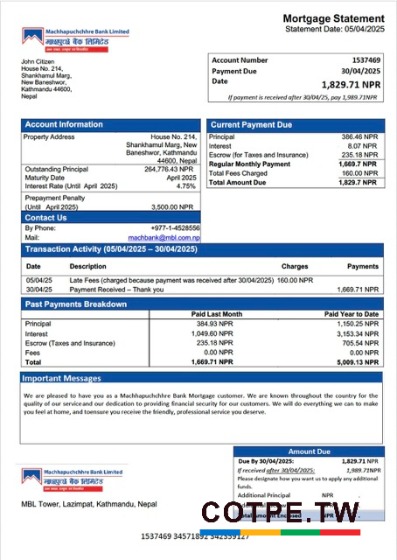 Mortgage Statement
Statement Date: 05/04/2025
Machhapuchchhre Bank Limited
माछापुच्छ्रे बैंक लिमिटेड
John Citizen
House No. 214,
Shankhamul Marg,
New Baneshwor,
Kathmandu 44600,
Nepal
Account Number 1537469
Payment Due 30/04/2025
Date 1,829.71 NPR
If payment is received after 30/04/25, pay 1,989.71NPR
Account Information
Property Address House No. 214,
Shankhamul Marg, New
Baneshwor, Kathmandu
44600, Nepal
Outstanding Principal 264,776.43 NPR
Maturity Date April 2025
Interest Rate (Until April 2025) 4.75%
Prepayment Penalty
(Until April 2025) 3,500.00 NPR
Contact Us
By Phone: +977-1-4528556
Mail: machbank@mbl.com.np
Current Payment Due
Principal 386.46 NPR
Interest 8.07 NPR
Escrow (for Taxes and Insurance) 235.18 NPR
Regular Monthly Payment 1,669.7 NPR
Total Fees Charged 160.00 NPR
Total Amount Due 1,829.7 NPR
Transaction Activity (05/04/2025 – 30/04/2025)
Date Description Charges Payments
05/04/25 Late Fees (charged because payment was received after 30/04/2025) 160.00 NPR
30/04/25 Payment Received – Thank you 1,669.71 NPR
Past Payments Breakdown
Paid Last Month Paid Year to Date
Principal 384.93 NPR 1,150.25 NPR
Interest 1,049.60 NPR 3,153.34 NPR
Escrow (Taxes and Insurance) 235.18 NPR 705.54 NPR
Fees 0.00 NPR 0.00 NPR
Total 1,669.71 NPR 5,009.13 NPR
Important Messages
We are pleased to have you as a Machhapuchchhre Bank Mortgage customer. We are known throughout the country for the
quality of our service and our dedication to providing financial security for our customers. We will do everything we can to make
you feel at home, and toensure you receive the friendly, professional service you deserve.
Machhapuchchhre Bank Limited
माछापुच्छ्रे बैंक लिमिटेड
MBL Tower, Lazimpat, Kathmandu, Nepal
Amount Due
Due By 30/04/2025: 1,829.71 NPR
If received after 30/04/2025: 1,989.71NPR
Please designate how you want us to apply any additional
funds.
Additional Principal NPR
COTPE.TW
1537469 34571892 342359127